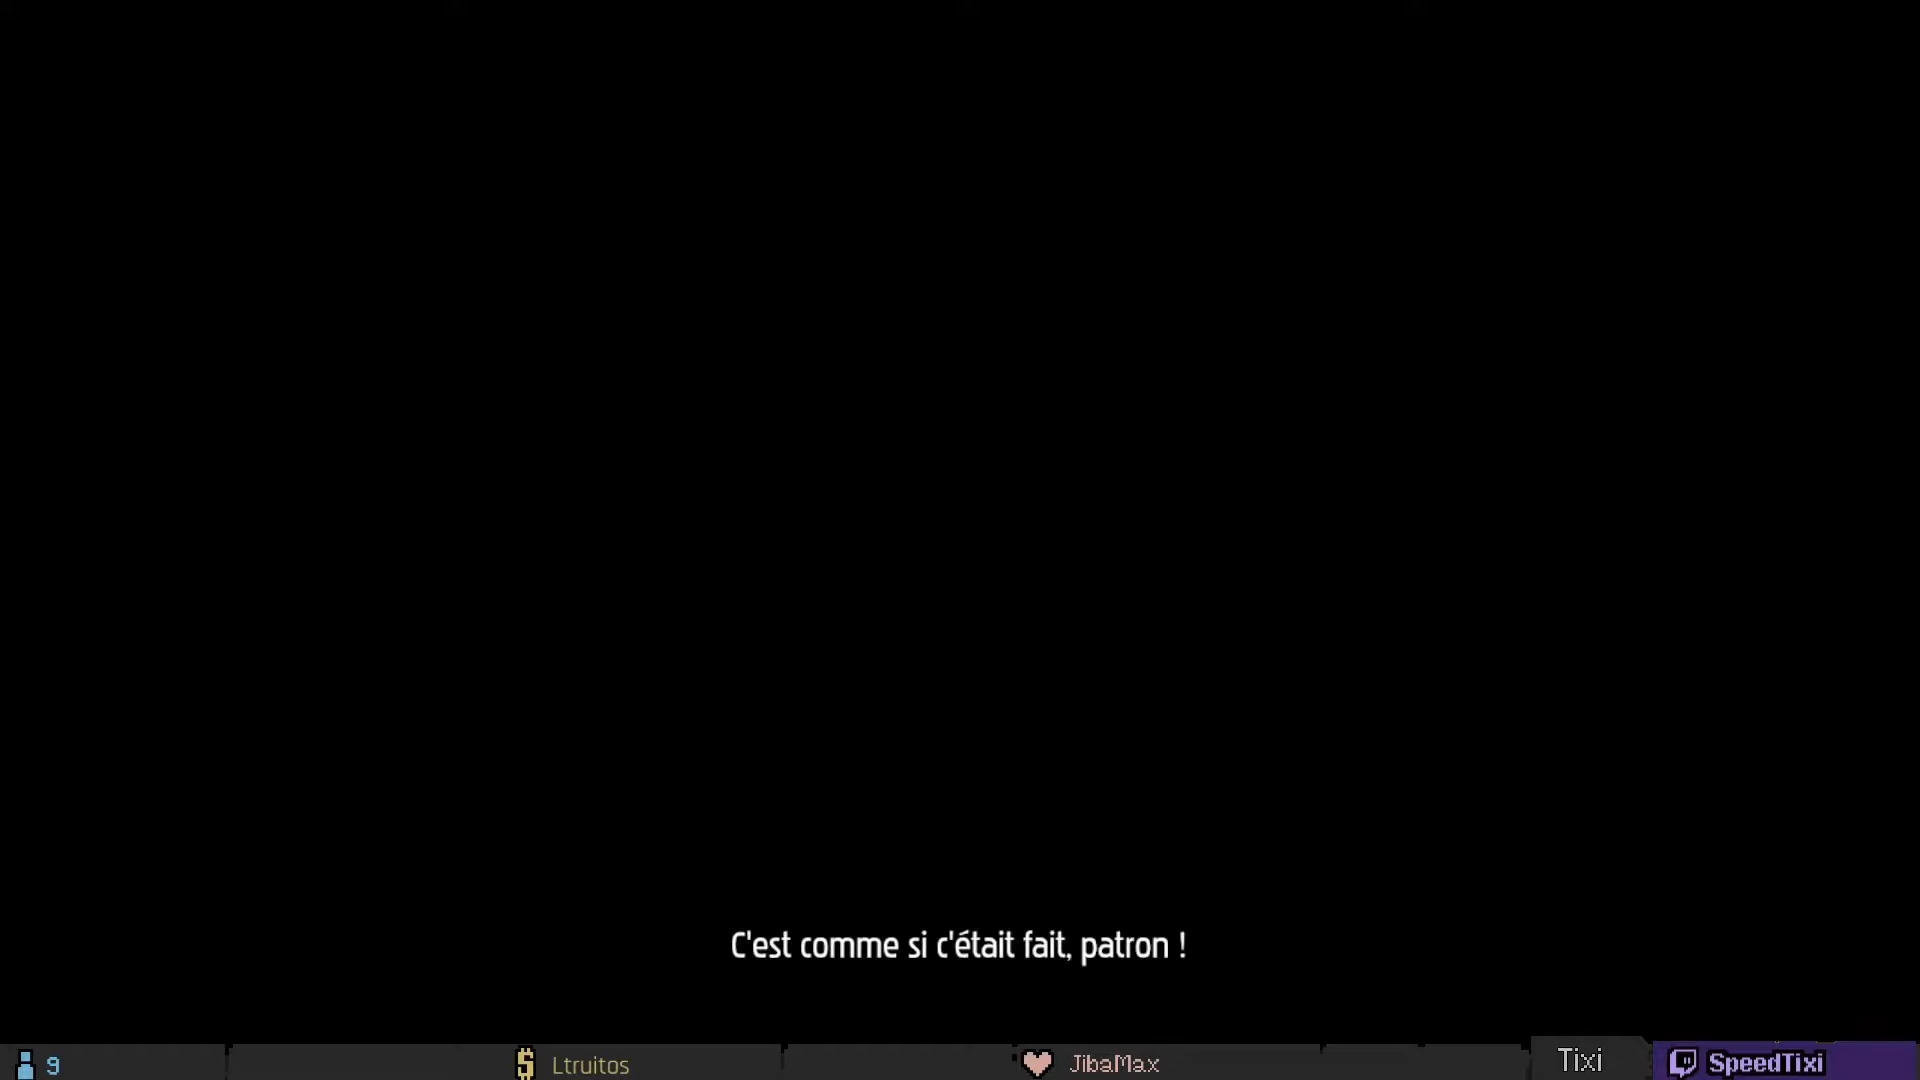 C'est comme si c'était fait, patron !
9
Ltruitos
JibaMax
Tixi
SpeedTixi